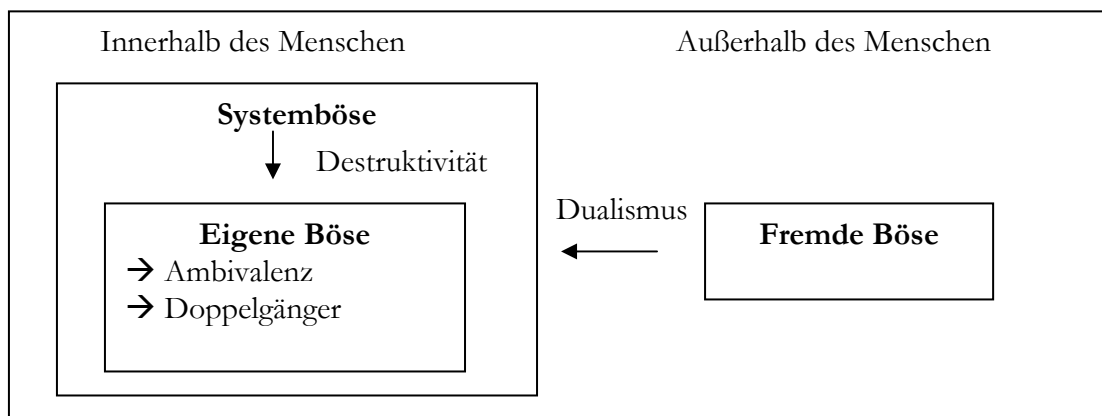 Innerhalb des Menschen
Außerhalb des Menschen
Systemböse
Destruktivität
Eigene Böse
→ Ambivalenz
→ Doppelgänger
Dualismus
Fremde Böse